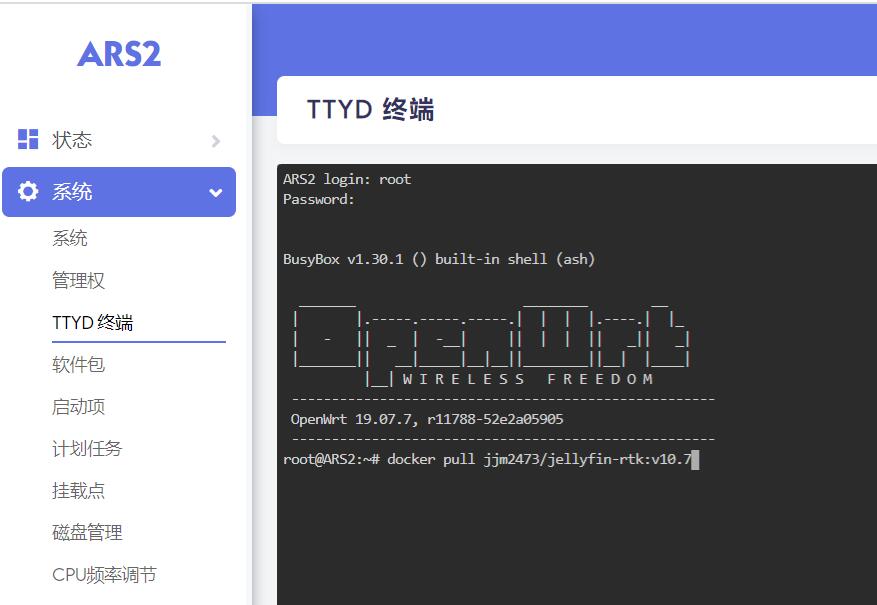 ARS2
状态
系统
系统
管理权
TTYD 终端
软件包
启动项
计划任务
挂载点
磁盘管理
CPU频率调节
TTYD 终端
ARS2 login: root
Password:
BusyBox v1.30.1 () built-in shell (ash)
OpenWrt
W I R E L E S S   F R E E D O M
-----------------------------------------------------
OpenWrt 19.07.7, r11788-52e2a05905
-----------------------------------------------------
root@ARS2:~# docker pull jjm2473/jellyfin-rtk:v10.7